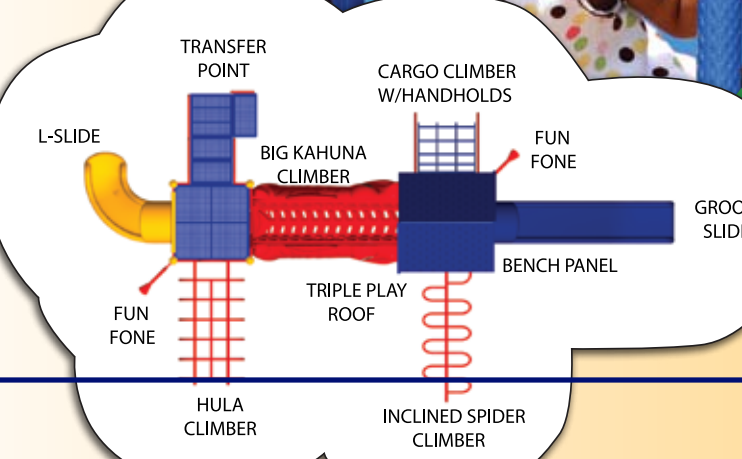 TRANSFER
POINT
CARGO CLIMBER
W/HANDHOLDS
L-SLIDE
FUN
FONE
BIG KAHUNA
CLIMBER
BENCH PANEL
TRIPLE PLAY
ROOF
FUN
FONE
HULA
CLIMBER
INCLINED SPIDER
CLIMBER